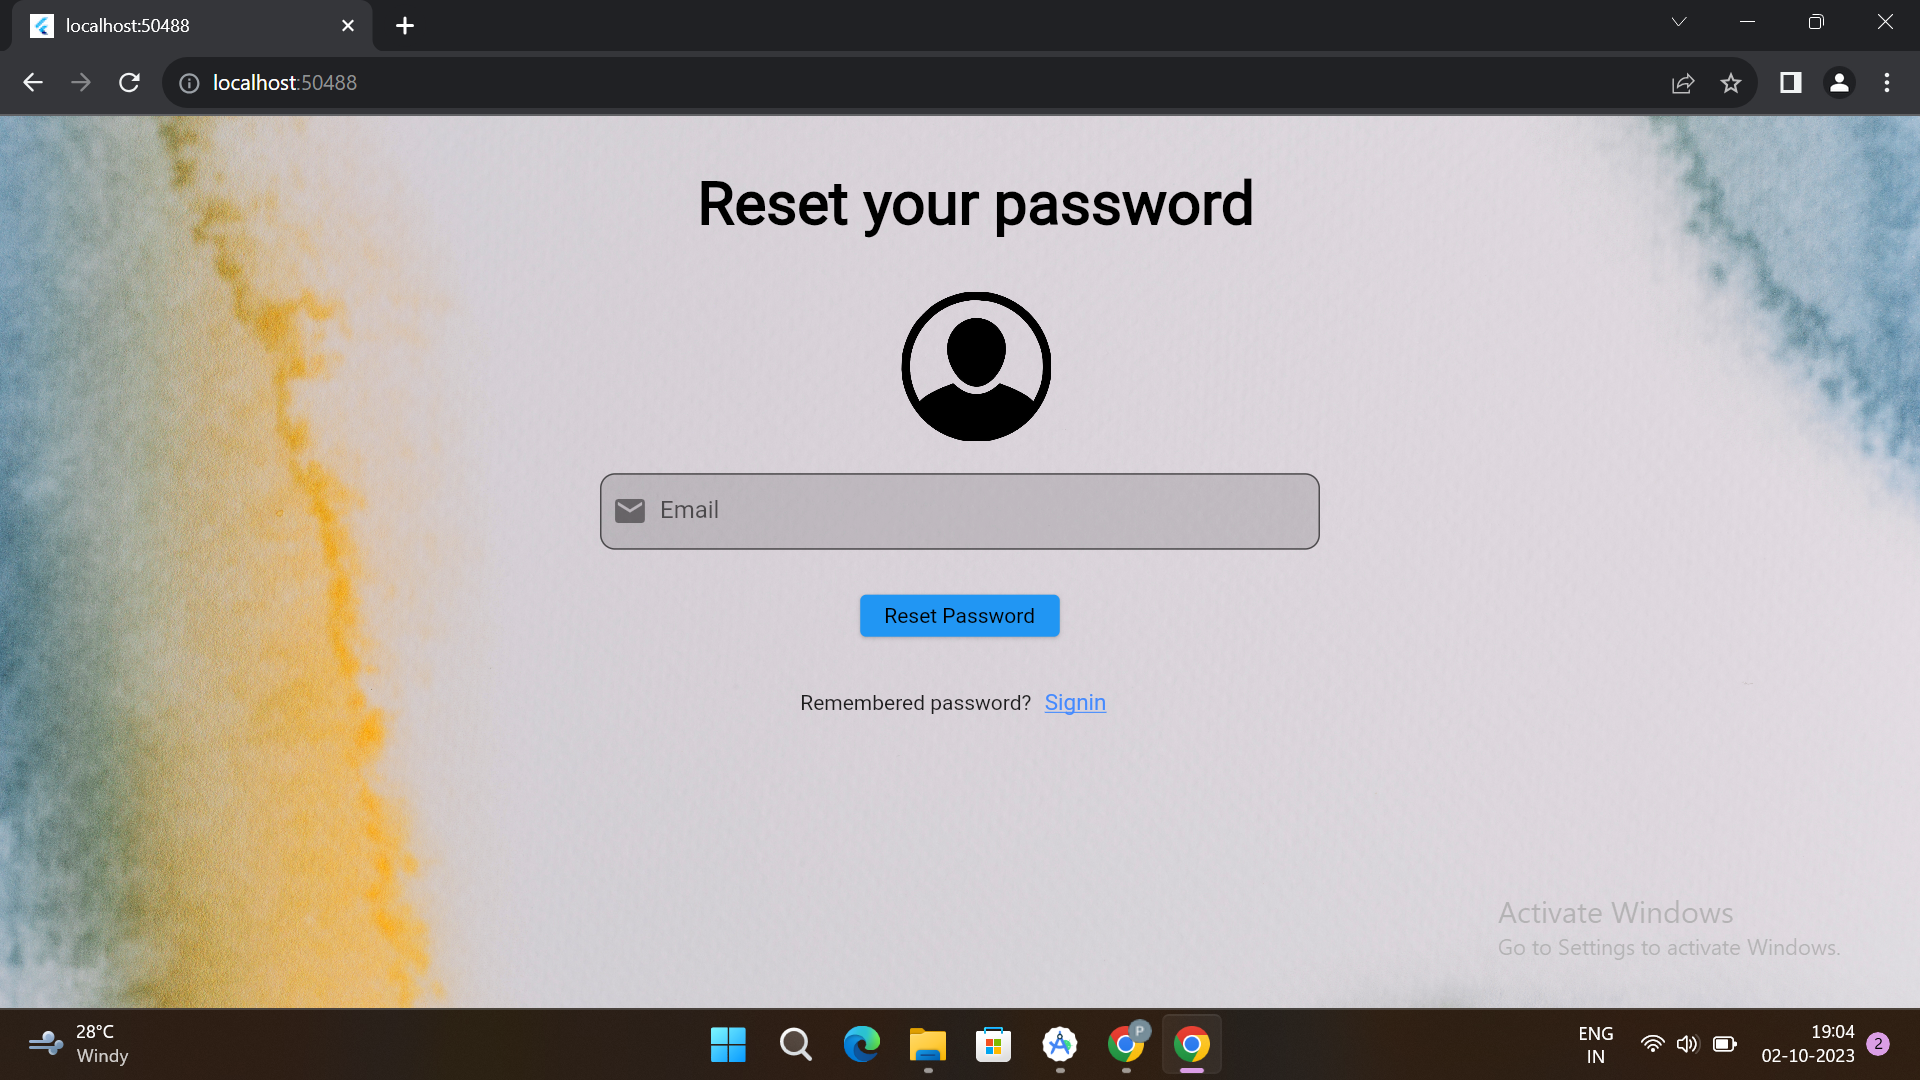 localhost:50488
localhost:50488
Reset your password
Email
Reset Password
Remembered password? Signin
Activate Windows
Go to Settings to activate Windows.
28°C
Windy
P
ENG
IN
19:04
02-10-2023
2